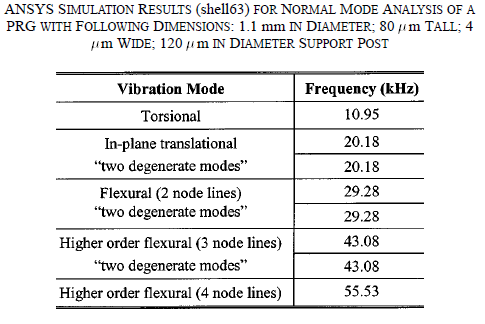 ANSYS SIMULATION RESULTS (shell63) FOR NORMAL MODE ANALYSIS OF A
PRG WITH FOLLOWING DIMENSIONS: 1.1 mm IN DIAMETER; 80 μm TALL; 4
μm WIDE; 120 μm IN DIAMETER SUPPORT POST
Vibration Mode Frequency (kHz)
Torsional 10.95
In-plane translational 20.18
“two degenerate modes” 20.18
Flexural (2 node lines) 29.28
“two degenerate modes” 29.28
Higher order flexural (3 node lines) 43.08
“two degenerate modes” 43.08
Higher order flexural (4 node lines) 55.53